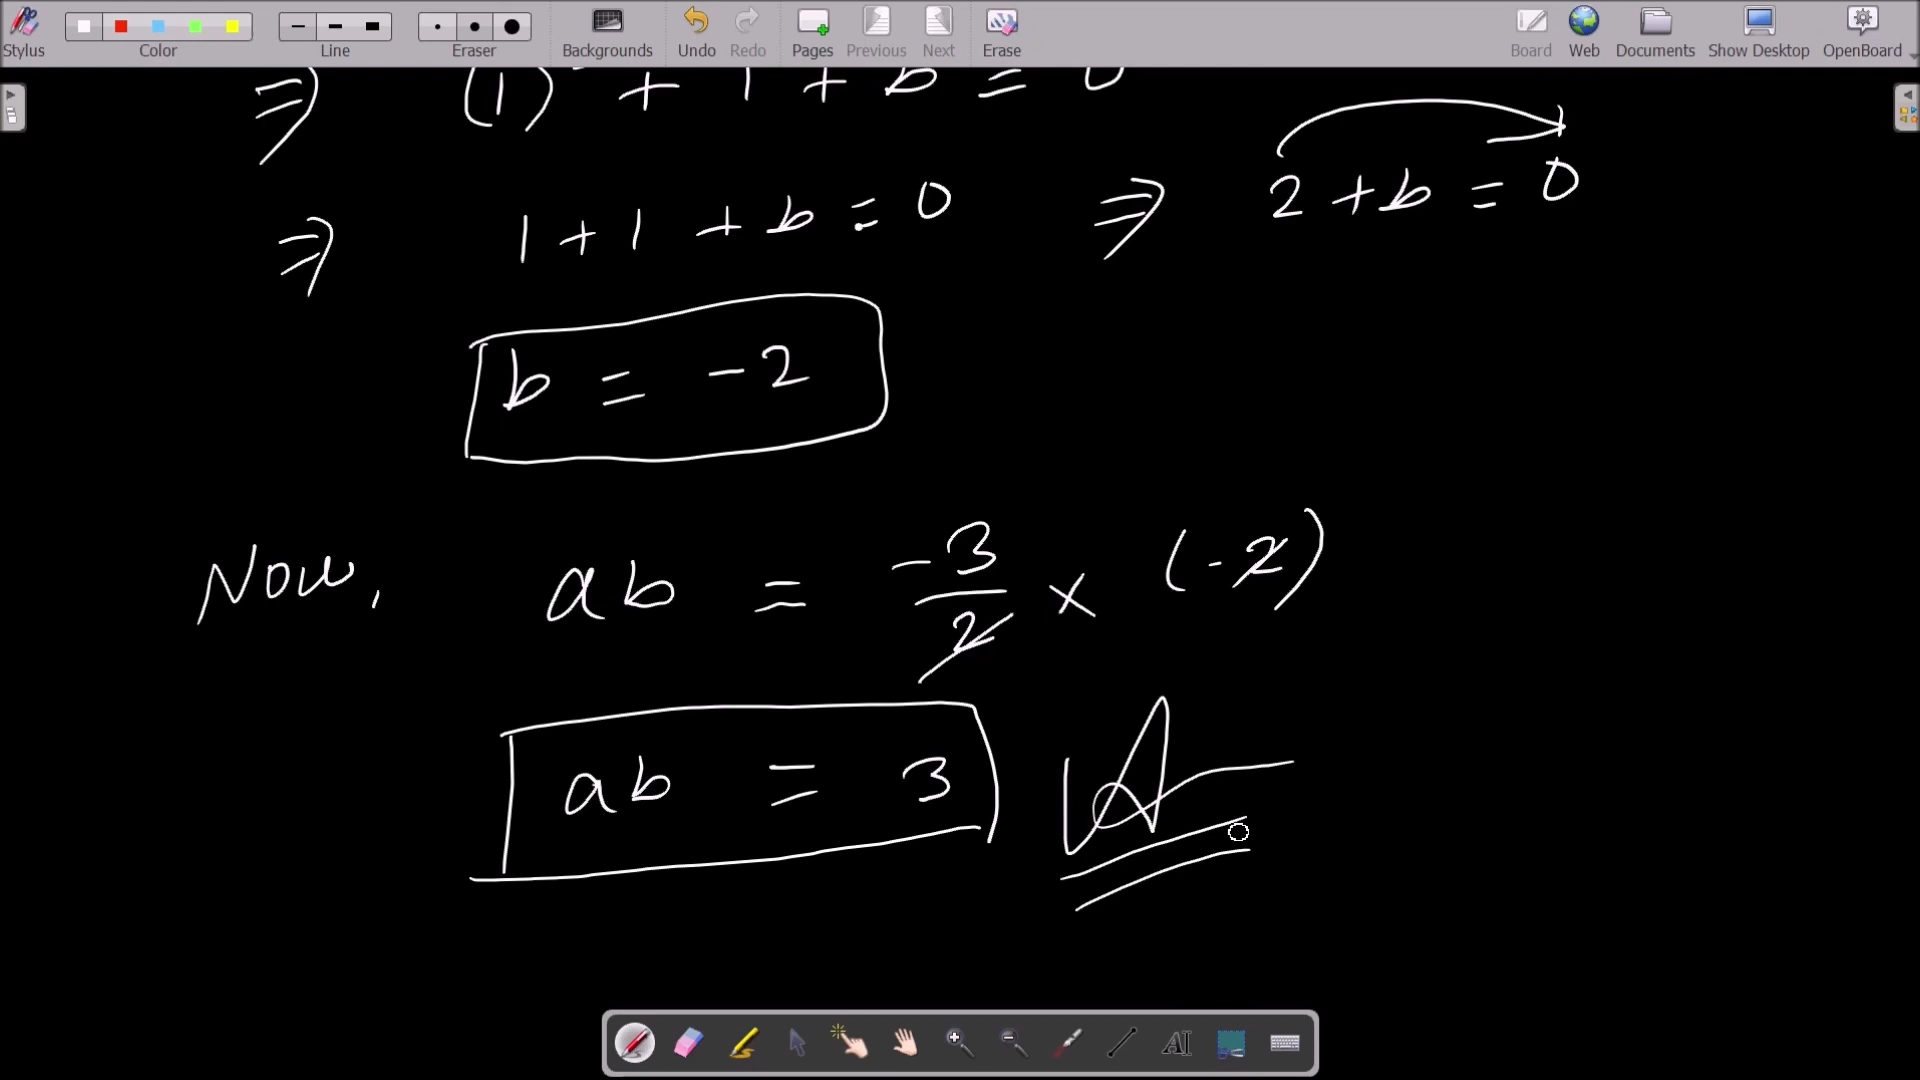 Stylus Color Line Eraser Backgrounds Undo Redo Pages Previous Next Erase Board Web Documents Show Desktop OpenBoard
⇒ (1) + 1 + b = 0
⇒ 1 + 1 + b = 0 ⇒ 2 + b = 0
b = -2
Now, ab = -3/2 × (-2)
ab = 3